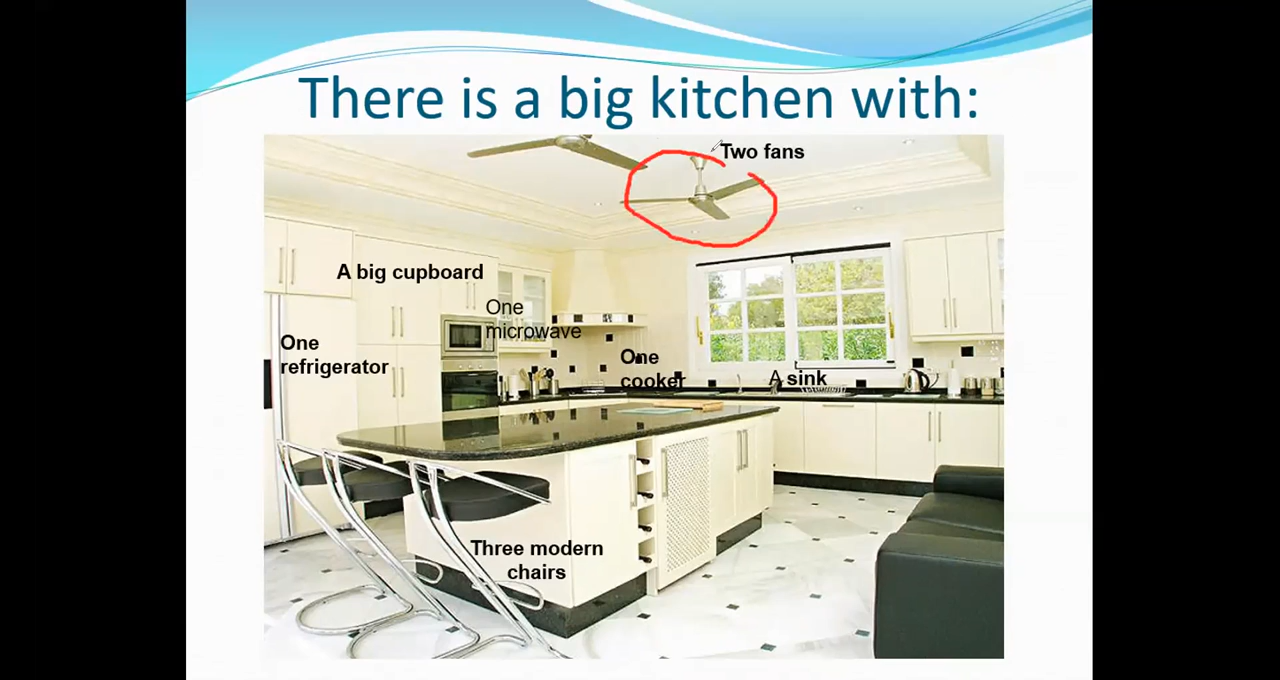 There is a big kitchen with:
Two fans
A big cupboard
One
microwave
One
refrigerator
One
cooker
A sink
Three modern
chairs